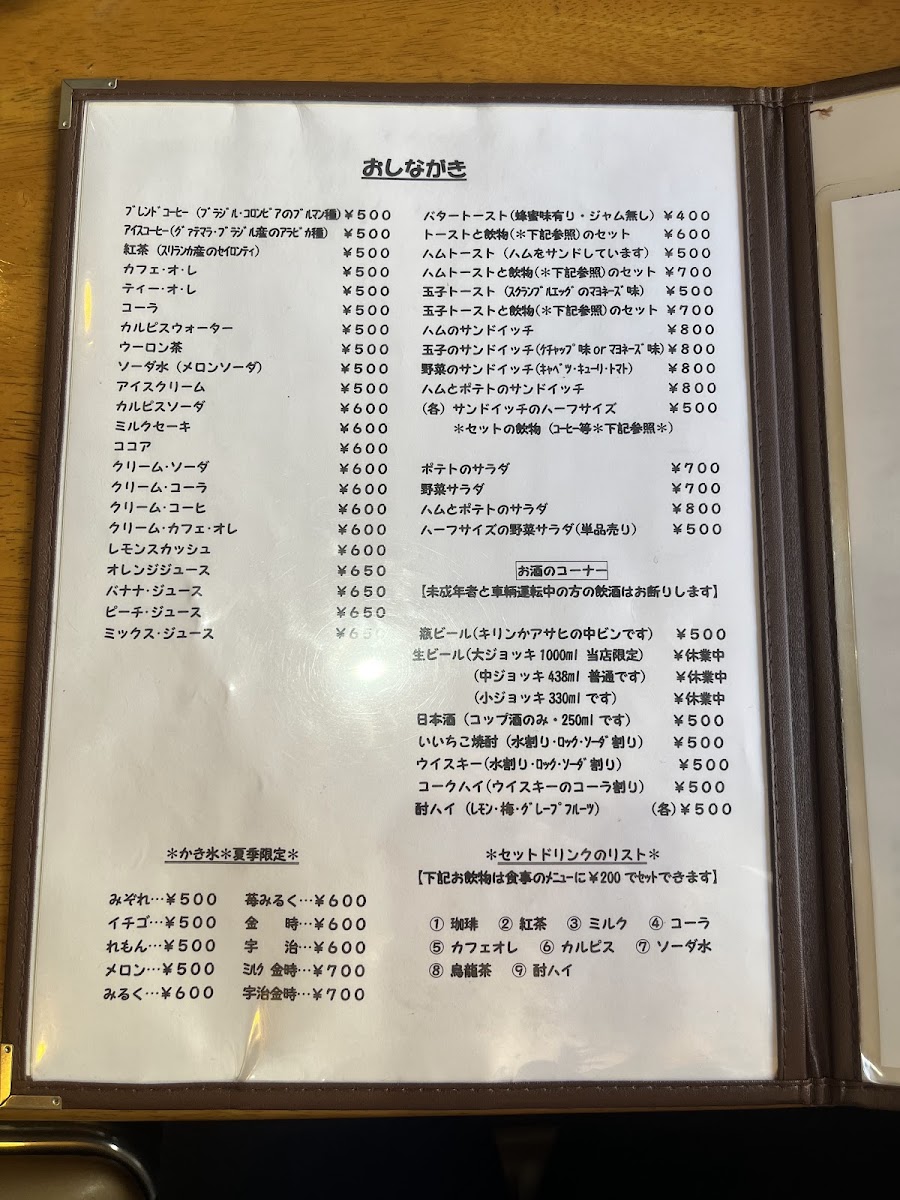 おしながき
ブレンドコーヒー (ブラジル・コロンビアのブルマン種) ￥500
アイスコーヒー(グァテマラ・ブラジル産のアラビカ種) ￥500
紅茶 (スリランカ産のセイロンティ) ￥500
カフェ・オ・レ ￥500
ティー・オ・レ ￥500
コーラ ￥500
カルピスウォーター ￥500
ウーロン茶 ￥500
ソーダ水 (メロンソーダ) ￥500
アイスクリーム ￥500
カルピスソーダ ￥600
ミルクセーキ ￥600
ココア ￥600
クリーム・ソーダ ￥600
クリーム・コーラ ￥600
クリーム・コーヒ ￥600
クリーム・カフェ・オレ ￥600
レモンスカッシュ ￥600
オレンジジュース ￥650
バナナ・ジュース ￥650
ピーチ・ジュース ￥650
ミックス・ジュース ￥650
＊かき氷＊夏季限定＊
みぞれ…￥500 苺みるく…￥600
イチゴ…￥500 金 時…￥600
れもん…￥500 宇 治…￥600
メロン…￥500 ミルク 金時…￥700
みるく…￥600 宇治金時…￥700
バタートースト(蜂蜜味有り・ジャム無し) ￥400
トーストと飲物(＊下記参照)のセット ￥600
ハムトースト (ハムをサンドしています) ￥500
ハムトーストと飲物(＊下記参照)のセット ￥700
玉子トースト (スクランブルエッグのマヨネーズ味) ￥500
玉子トーストと飲物(＊下記参照)のセット ￥700
ハムのサンドイッチ ￥800
玉子のサンドイッチ(ケチャップ味 or マヨネーズ味) ￥800
野菜のサンドイッチ(キャベツ・キューリ・トマト) ￥800
ハムとポテトのサンドイッチ ￥800
(各) サンドイッチのハーフサイズ ￥500
＊セットの飲物 (コーヒー等＊下記参照＊)
ポテトのサラダ ￥700
野菜サラダ ￥700
ハムとポテトのサラダ ￥800
ハーフサイズの野菜サラダ(単品売り) ￥500
お酒のコーナー
【未成年者と車輌運転中の方の飲酒はお断りします】
瓶ビール(キリンかアサヒの中ビンです) ￥500
生ビール(大ジョッキ 1000ml 当店限定) ￥休業中
(中ジョッキ 438ml 普通です) ￥休業中
(小ジョッキ 330ml です) ￥休業中
日本酒 (コップ酒のみ・250ml です) ￥500
いいちこ焼酎 (水割り・ロック・ソーダ割り) ￥500
ウイスキー(水割り・ロック・ソーダ割り) ￥500
コークハイ(ウイスキーのコーラ割り) ￥500
酎ハイ (レモン・梅・グレープフルーツ) (各)￥500
＊セットドリンクのリスト＊
【下記お飲物は食事のメニューに￥200 でセットできます】
① 珈琲 ② 紅茶 ③ ミルク ④ コーラ
⑤ カフェオレ ⑥ カルピス ⑦ ソーダ水
⑧ 烏龍茶 ⑨ 酎ハイ